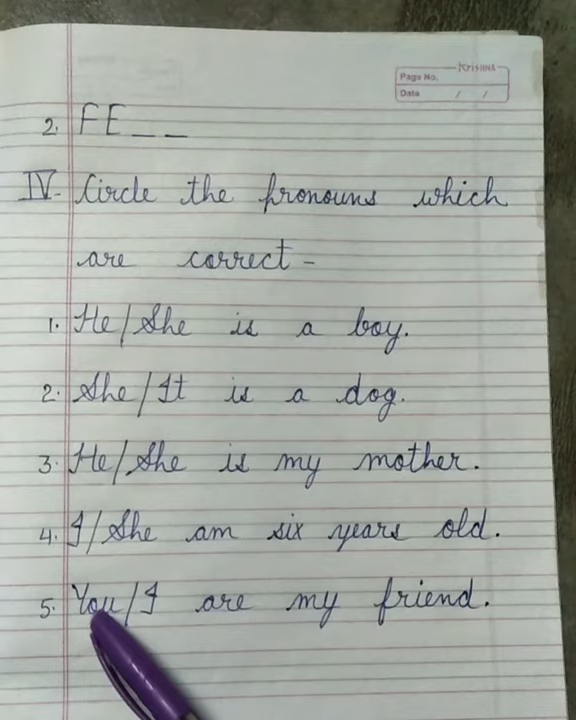 Krishna
Page No.
Date / /
2. FE _ _
IV- Circle the pronouns which
are correct -
1. He/She is a boy.
2. She/It is a dog.
3. He/She is my mother.
4. I/She am six years old.
5. You/I are my friend.